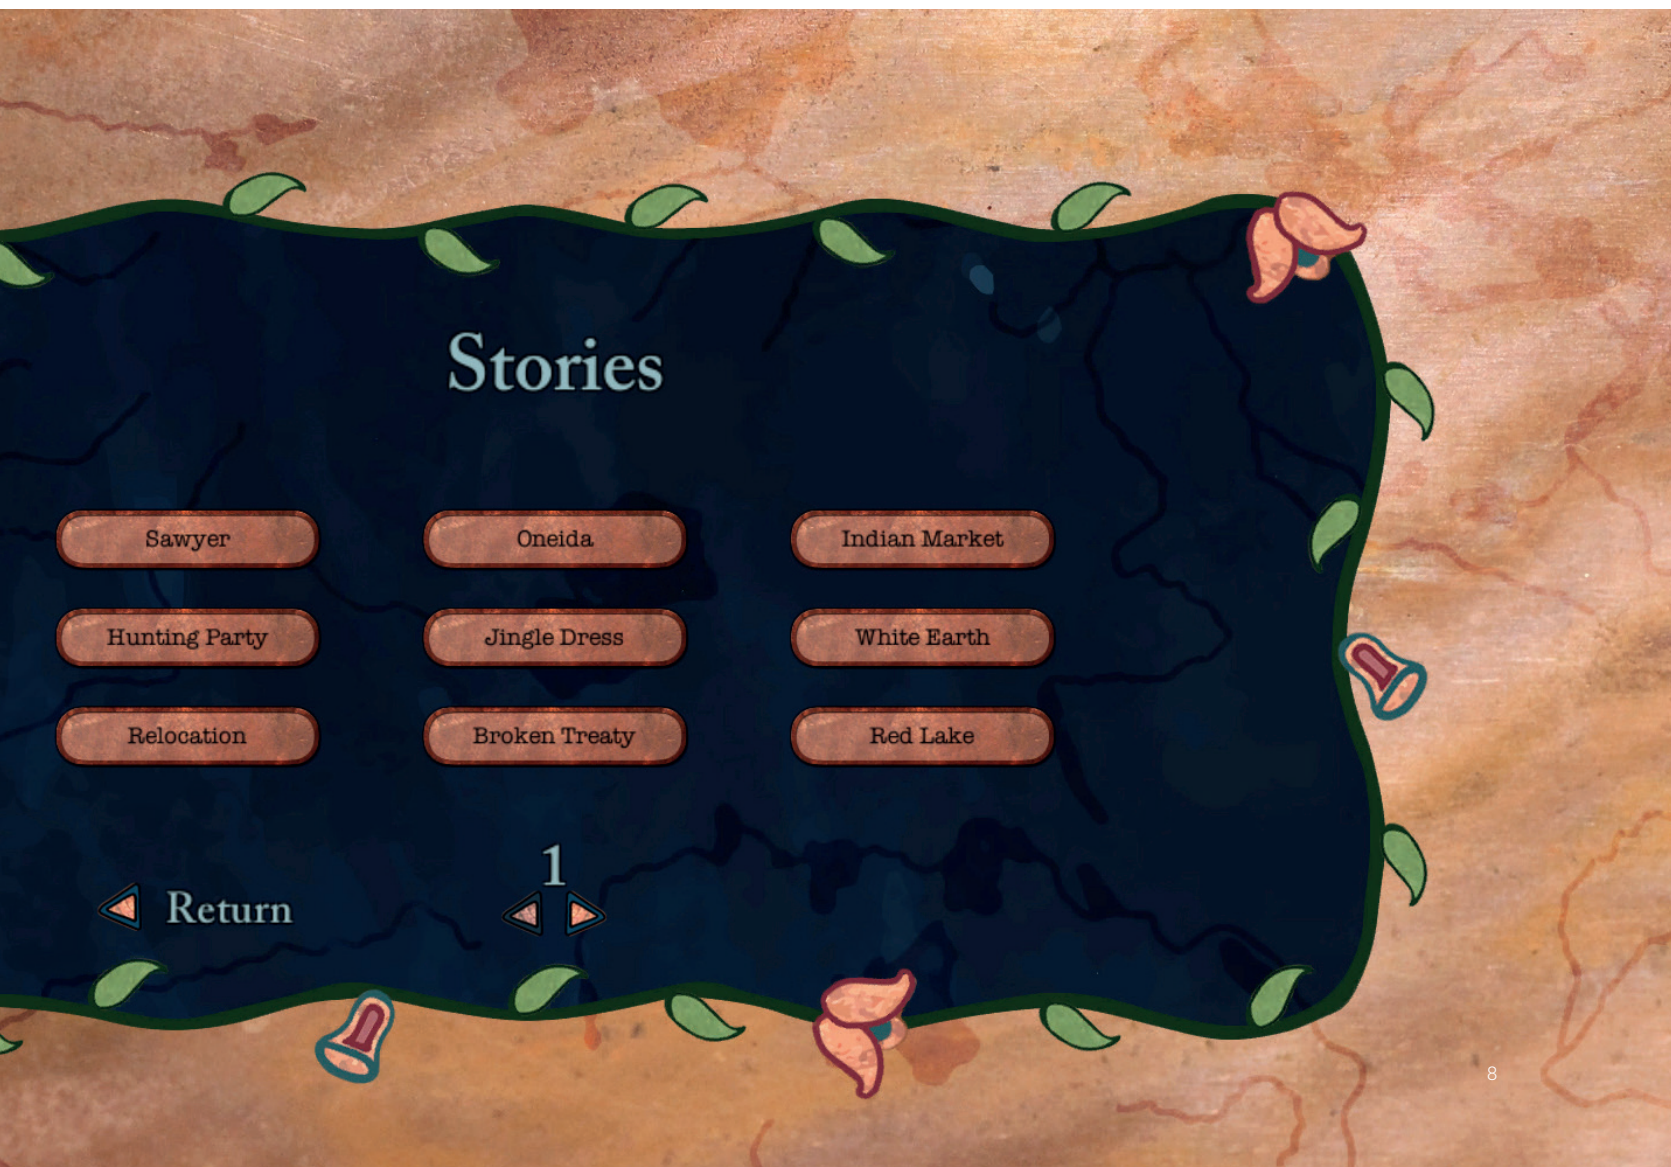 Stories
Sawyer
Oneida
Indian Market
Hunting Party
Jingle Dress
White Earth
Relocation
Broken Treaty
Red Lake
1
Return
8